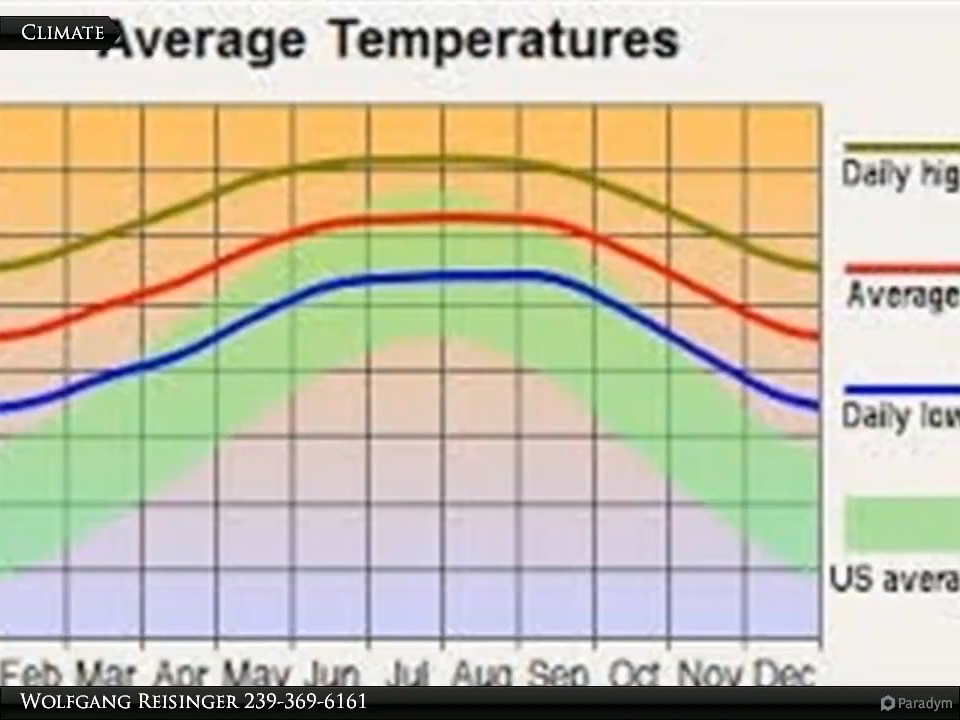 Climate
Average Temperatures
Daily hig
Average
Daily low
US avera
Feb Mar Apr May Jun Jul Aug Sep Oct Nov Dec
Wolfgang Reisinger 239-369-6161
Paradym